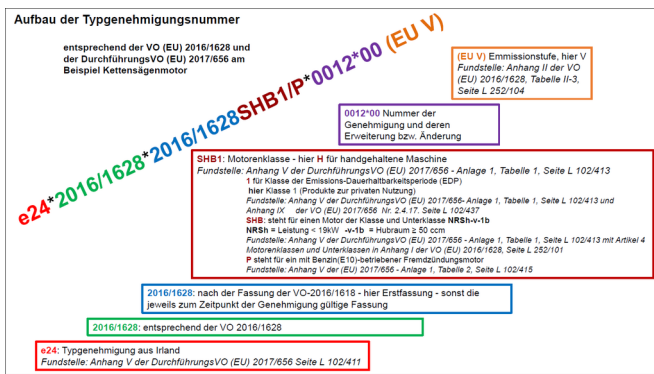 Aufbau der Typgenehmigungsnummer
entsprechend der VO (EU) 2016/1628 und
der DurchführungsVO (EU) 2017/656 am
Beispiel Kettensägenmotor
e24*2016/1628*2016/1628SHB1/P*0012*00 (EU V)
(EU V) Emmissionstufe, hier V
Fundstelle: Anhang II der VO
(EU) 2016/1628, Tabelle II-3,
Seite L 252/104
0012*00 Nummer der
Genehmigung und deren
Erweiterung bzw. Änderung
SHB1: Motorenklasse - hier H für handgehaltene Maschine
Fundstelle: Anhang V der DurchführungsVO (EU) 2017/656 - Anlage 1, Tabelle 1, Seite L 102/413
1 für Klasse der Emissions-Dauerhaltbarkeitsperiode (EDP)
hier Klasse 1 (Produkte zur privaten Nutzung)
Fundstelle: Anhang V der DurchführungsVO (EU) 2017/656- Anlage 1, Tabelle 1, Seite L 102/413 und
Anhang IX der VO (EU) 2017/656 Nr. 2.4.17. Seite L 102/437
SHB: steht für einen Motor der Klasse und Unterklasse NRSh-v-1b
NRSh = Leistung < 19kW -v-1b = Hubraum ≥ 50 ccm
Fundstelle: Anhang V der DurchführungsVO (EU) 2017/656 - Anlage 1, Tabelle 1, Seite L 102/413 mit Artikel 4
Motorenklassen und Unterklassen in Anhang I der VO (EU) 2016/1628, Seite L 252/101
P steht für ein mit Benzin(E10)-betriebener Fremdzündungsmotor
Fundstelle: Anhang V der (EU) 2017/656 - Anlage 1, Tabelle 2, Seite L 102/415
2016/1628: nach der Fassung der VO-2016/1618 - hier Erstfassung - sonst die
jeweils zum Zeitpunkt der Genehmigung gültige Fassung
2016/1628: entsprechend der VO 2016/1628
e24: Typgenehmigung aus Irland
Fundstelle: Anhang V der DurchführungsVO (EU) 2017/656 Seite L 102/411